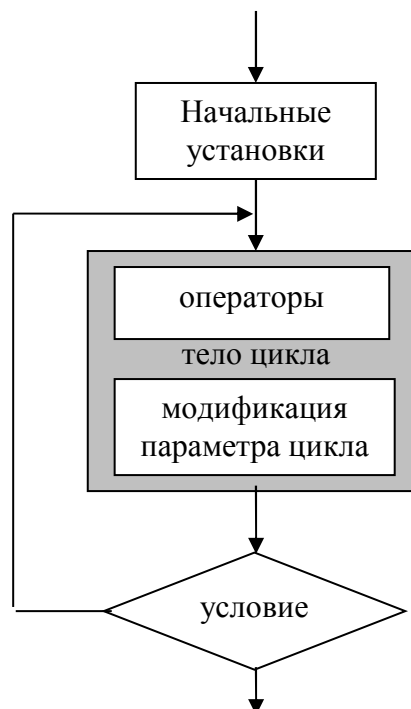 Начальные
установки
операторы
тело цикла
модификация
параметра цикла
условие